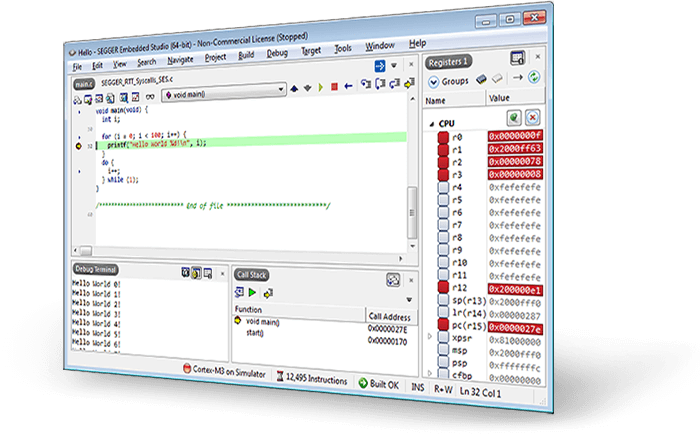 Hello - SEGGER Embedded Studio (64-bit) - Non-Commercial License (Stopped)
File Edit View Search Navigate Project Build Debug Target Tools Window Help
main.c SEGGER_RTT_Syscalls_SES.c
void main()
void main(void) {
int i;
for (i = 0; i < 100; i++) {
printf("Hello World %d!\n", i);
}
do {
i++;
} while (i);
}
/************************** End of file ****************************/
Debug Terminal
Hello World 0!
Hello World 1!
Hello World 2!
Hello World 3!
Hello World 4!
Hello World 5!
Hello World 6!
Call Stack
Function Call Address
void main() 0x0000027E
start() 0x00000170
Registers 1
Groups
Name Value
CPU
r0 0x0000000f
r1 0x2000ff63
r2 0x00000078
r3 0x00000008
r4 0xfefefefe
r5 0xfefefefe
r6 0xfefefefe
r7 0xfefefefe
r8 0xfefefefe
r9 0xfefefefe
r10 0xfefefefe
r11 0xfefefefe
r12 0x200000e1
sp(r13) 0x2000fff0
lr(r14) 0x00000287
pc(r15) 0x0000027e
xpsr 0x81000000
msp 0x2000fff0
psp 0xfffffffc
cfbp 0x00000000
Cortex-M3 on Simulator 12,495 Instructions Built OK INS R+W Ln 32 Col 1